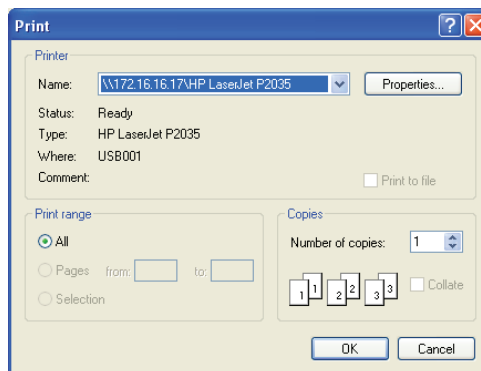 Print
Printer
Name: \\172.16.16.17\HP LaserJet P2035 Properties...
Status: Ready
Type: HP LaserJet P2035
Where: USB001
Comment: Print to file
Print range
All
Pages from: to:
Selection
Copies
Number of copies: 1
1 1 2 2 3 3 Collate
OK Cancel